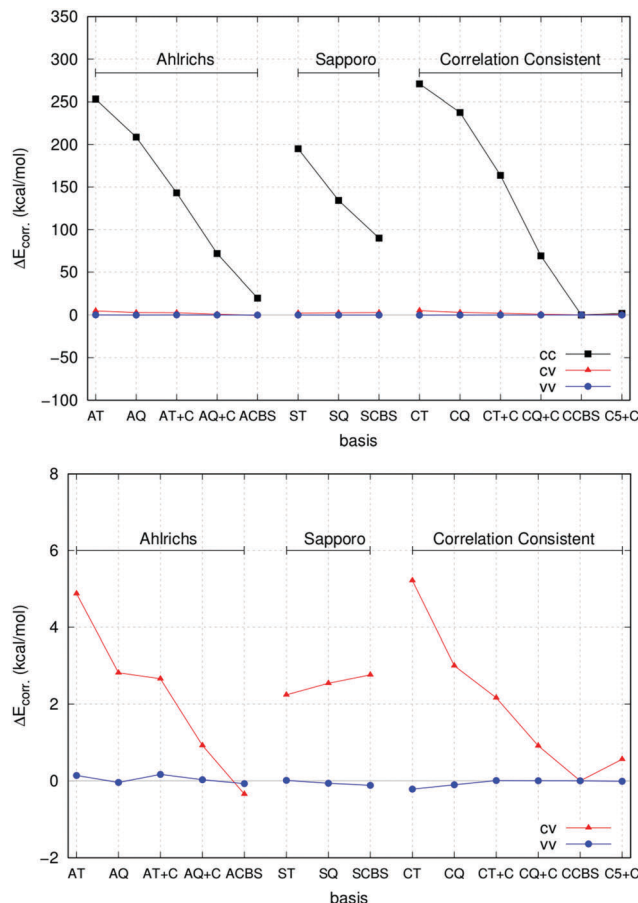 350
300
250
200
150
100
50
0
−50
−100
ΔEcorr. (kcal/mol)
Ahlrichs
Sapporo
Correlation Consistent
cc
cv
vv
AT AQ AT+C AQ+C ACBS ST SQ SCBS CT CQ CT+C CQ+C CCBS C5+C
basis
8
6
4
2
0
−2
ΔEcorr. (kcal/mol)
Ahlrichs
Sapporo
Correlation Consistent
cv
vv
AT AQ AT+C AQ+C ACBS ST SQ SCBS CT CQ CT+C CQ+C CCBS C5+C
basis